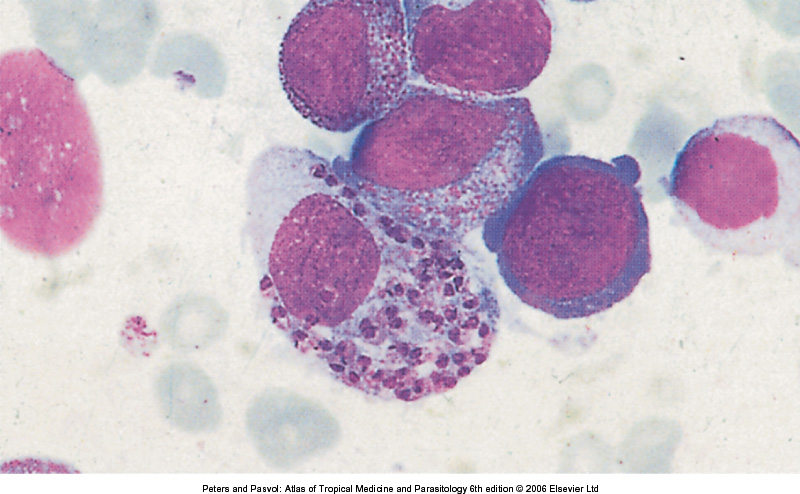 Peters and Pasvol: Atlas of Tropical Medicine and Parasitology 6th edition © 2006 Elsevier Ltd